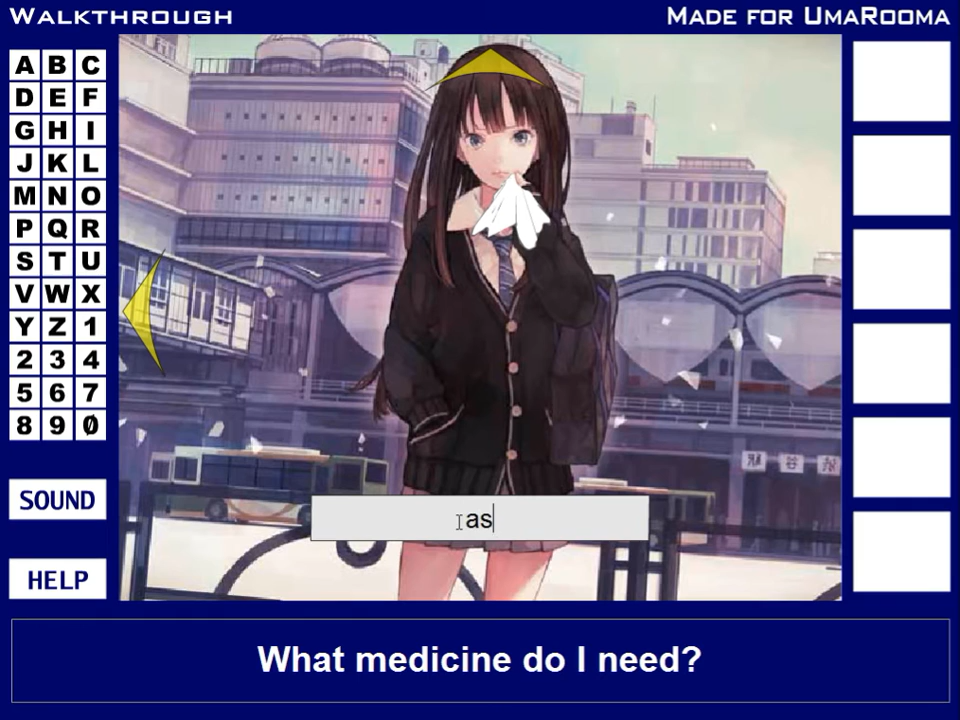 WALKTHROUGH
MADE FOR UMAROOMA
A B C
D E F
G H I
J K L
M N O
P Q R
S T U
V W X
Y Z 1
2 3 4
5 6 7
8 9 0
SOUND
HELP
as
What medicine do I need?